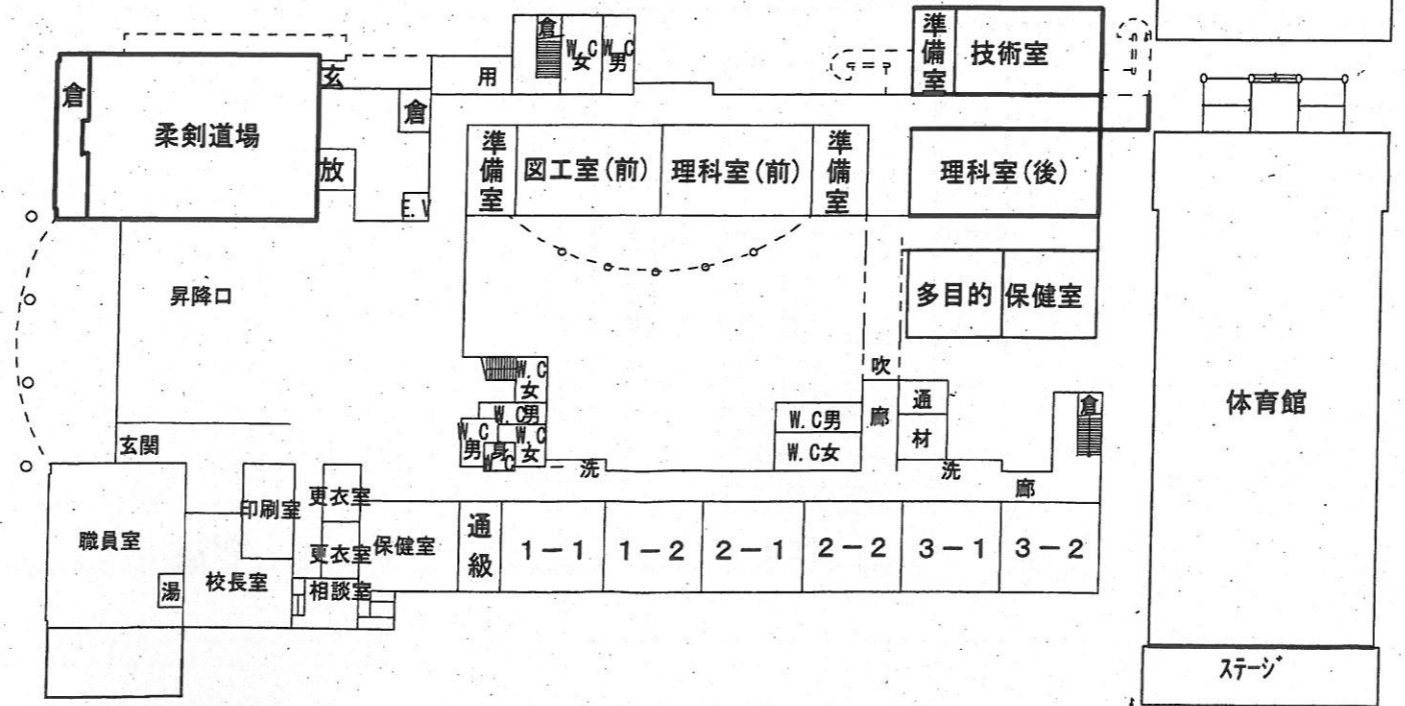 倉
W.C
女
W.C
男
準備室
技術室
倉
柔剣道場
玄
用
倉
放
E.V
準備室
図工室(前)
理科室(前)
準備室
理科室(後)
昇降口
多目的
保健室
吹
廊
通
材
倉
W.C
女
W.C男
W.C
男
W.C
女
身
W.C
W.C男
W.C女
洗
洗
廊
体育館
玄関
職員室
湯
校長室
印刷室
更衣室
更衣室
相談室
保健室
通級
1-1
1-2
2-1
2-2
3-1
3-2
ステージ